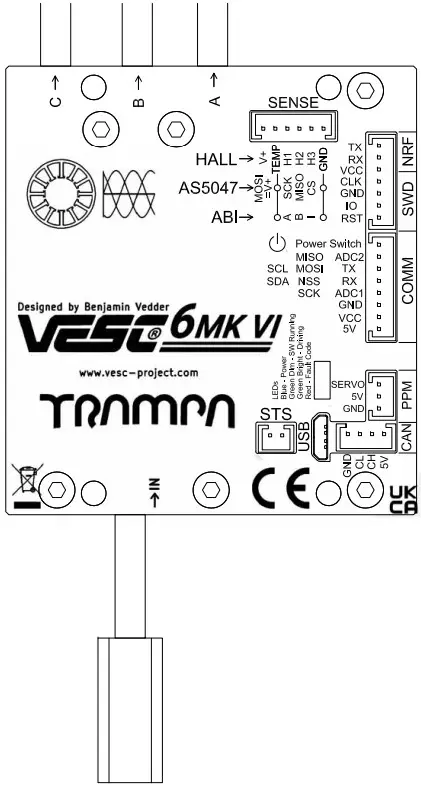 C
B
A
SENSE
HALL→ V+ TEMP H1 H2 H3 GND
AS5047→ MOSI =V+ SCK MISO CS
ABI→ A B I
TX
RX
VCC
NRF
CLK
GND
IO
RST
SWD
Power Switch
MISO ADC2
SCL MOSI TX
SDA NSS RX
SCK ADC1
GND
VCC
5V
COMM
Designed by Benjamin Vedder
VESC® 6MK VI
www.vesc-project.com
TRAMPA
LEDs
Blue - Power
Green Dim - SW Running
Green Bright - Driving
Red - Fault Code
SERVO
5V
GND
PPM
STS
USB
CAN
GND
CL
CH
5V
→IN
CE
UK
CA